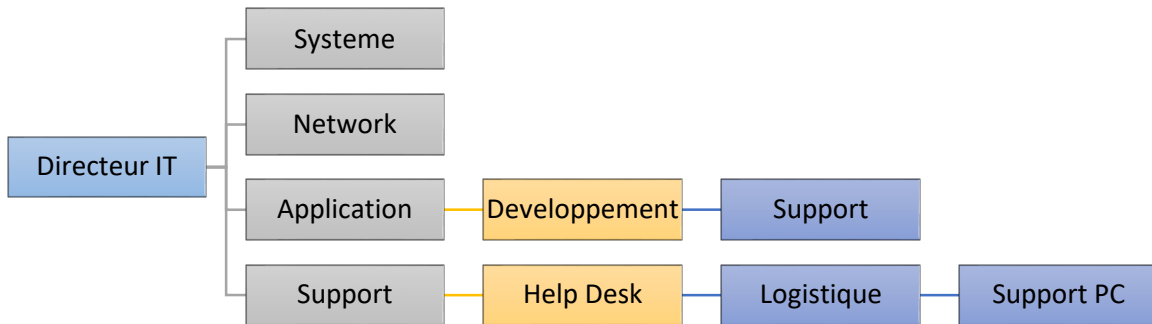 Systeme
Network
Directeur IT
Application
Developpement
Support
Support
Help Desk
Logistique
Support PC